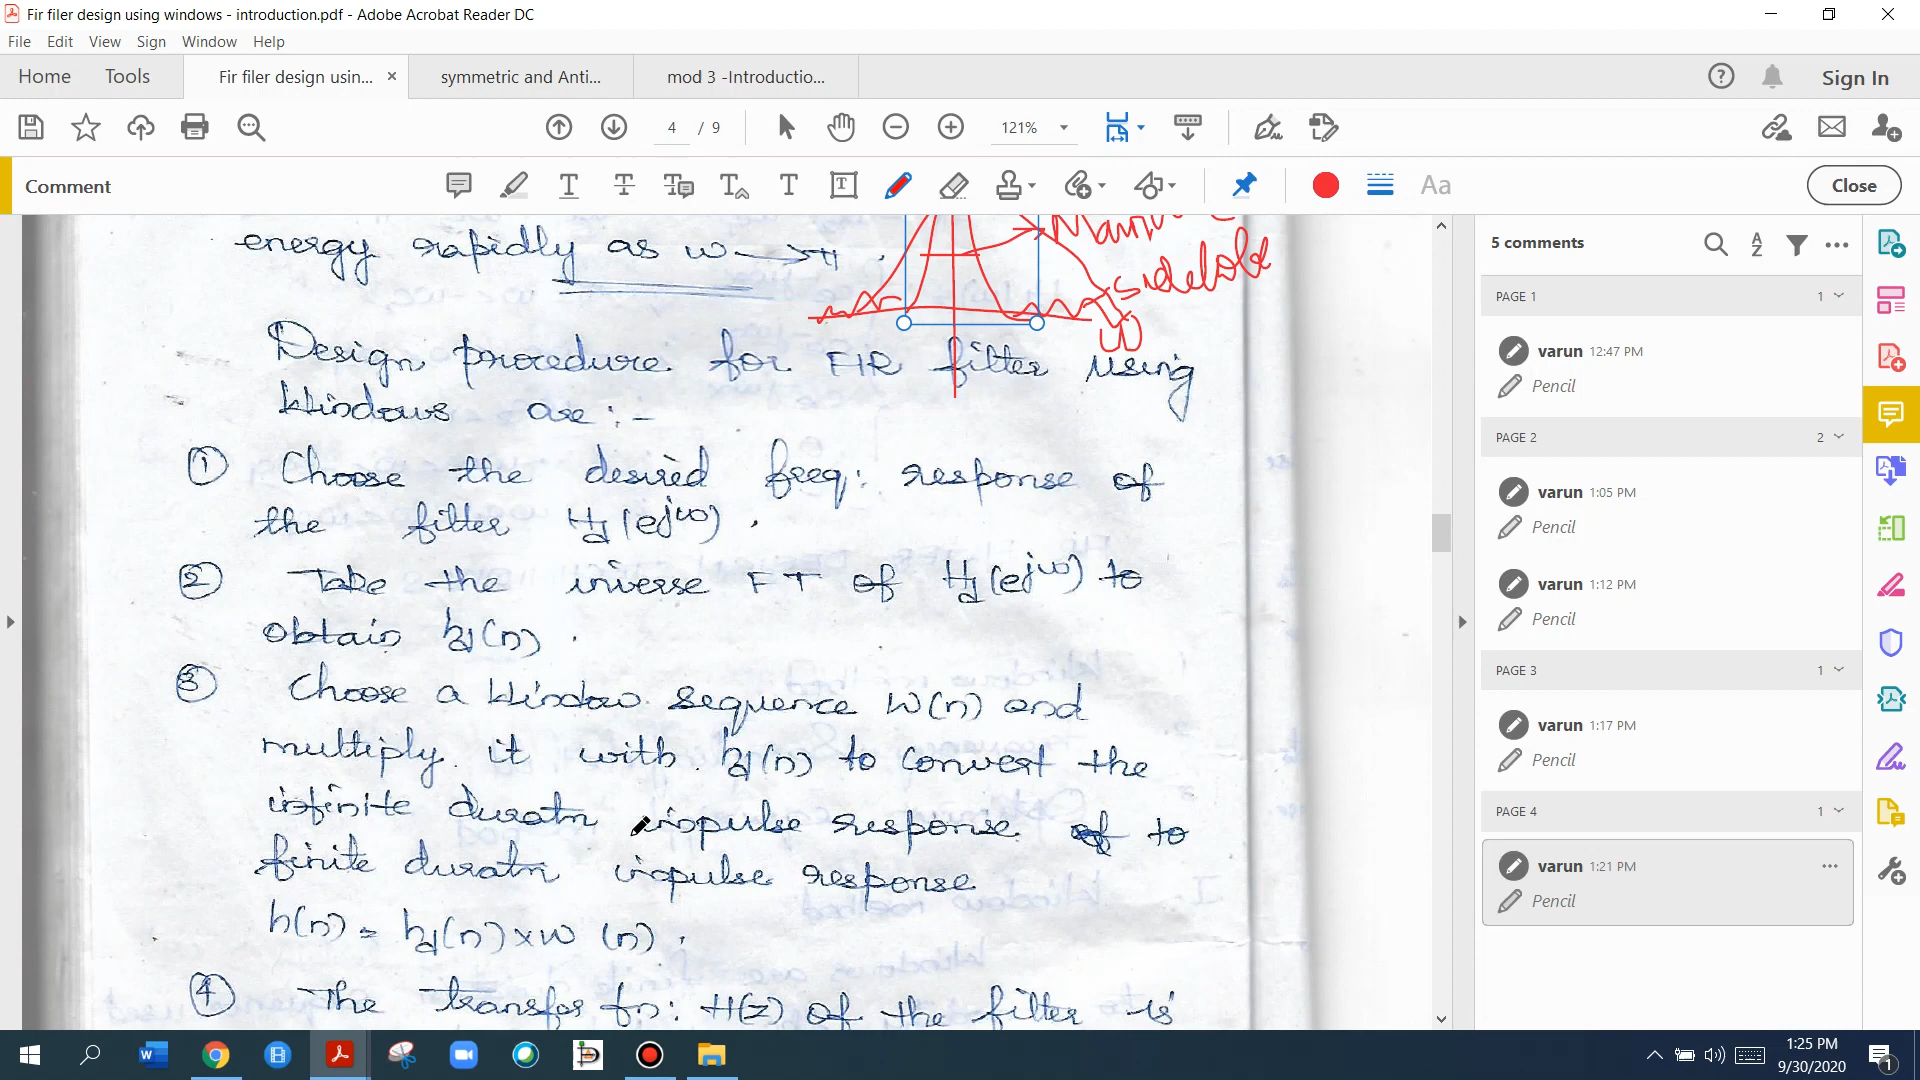 Fir filer design using windows - introduction.pdf - Adobe Acrobat Reader DC
File Edit View Sign Window Help
Home Tools Fir filer design usin... × symmetric and Anti... mod 3 -Introductio... Sign In
4 / 9 121%
Comment Close
energy rapidly as w → π .
Main
sidelobe
Design procedure for FIR filter using
Windows are :-
① Choose the desired freq: response of
the filter Hd(e^jω) .
② Take the inverse FT of Hd(e^jω) to
obtain hd(n) .
③ Choose a Window sequence W(n) and
multiply it with hd(n) to convert the
infinite duratn impulse response to
finite duratn impulse response
h(n) = hd(n) × w (n) .
④ The transfer fn: H(z) of the filter is
5 comments
PAGE 1 1
varun 12:47 PM
Pencil
PAGE 2 2
varun 1:05 PM
Pencil
varun 1:12 PM
Pencil
PAGE 3 1
varun 1:17 PM
Pencil
PAGE 4 1
varun 1:21 PM
Pencil
1:25 PM
9/30/2020
1